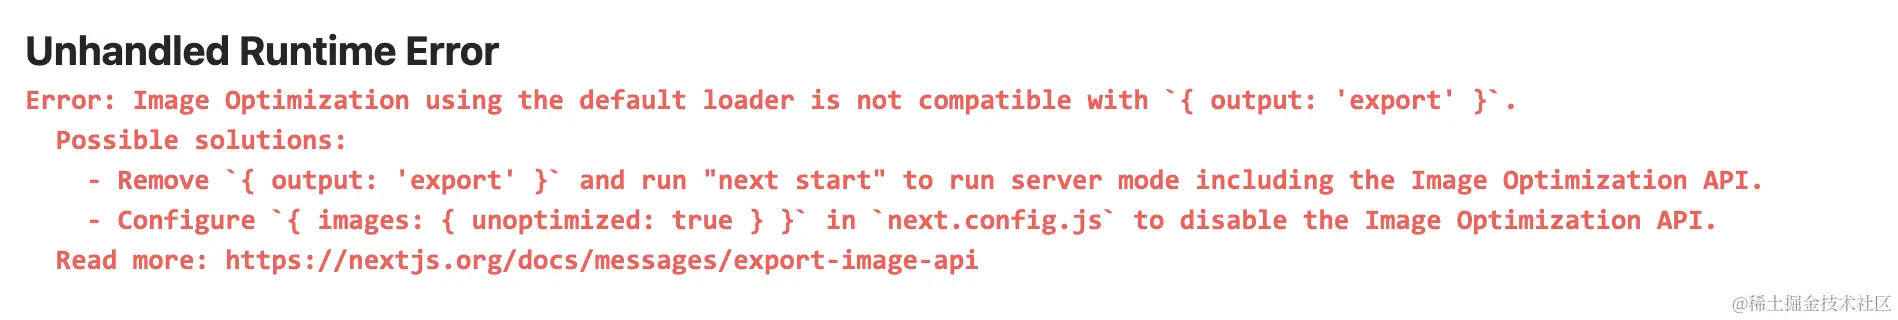 Unhandled Runtime Error
Error: Image Optimization using the default loader is not compatible with `{ output: 'export' }`.
Possible solutions:
- Remove `{ output: 'export' }` and run "next start" to run server mode including the Image Optimization API.
- Configure `{ images: { unoptimized: true } }` in `next.config.js` to disable the Image Optimization API.
Read more: https://nextjs.org/docs/messages/export-image-api
@稀土掘金技术社区